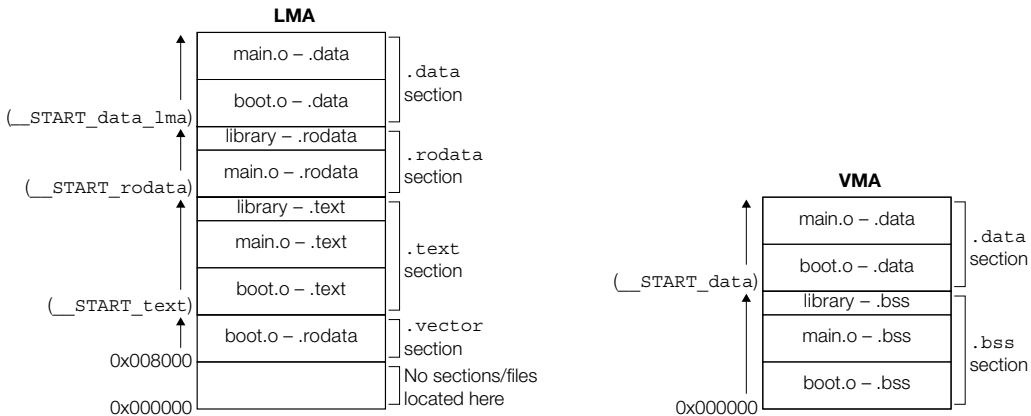 LMA
main.o – .data
boot.o – .data
.data
section
(__START_data_lma)
library – .rodata
main.o – .rodata
.rodata
section
(__START_rodata)
library – .text
main.o – .text
boot.o – .text
.text
section
(__START_text)
boot.o – .rodata
.vector
section
0x008000
No sections/files
located here
0x000000
VMA
main.o – .data
boot.o – .data
.data
section
(__START_data)
library – .bss
main.o – .bss
boot.o – .bss
.bss
section
0x000000